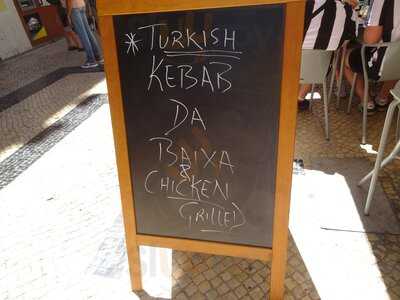 * TURKISH
KEBAB
DA
BAIXA
&
CHICKEN
GRILLED